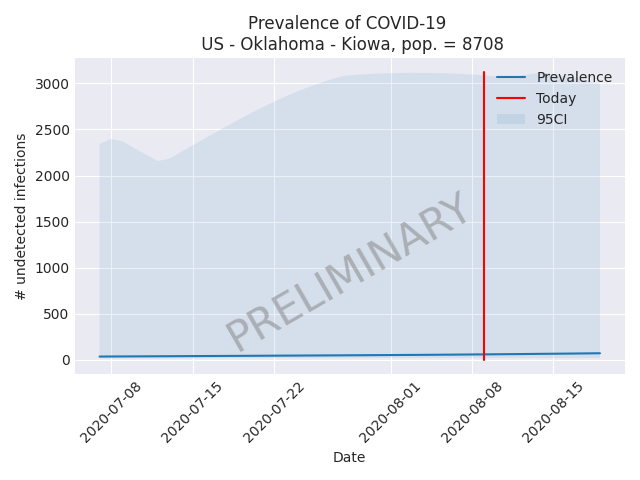 Prevalence of COVID-19
US - Oklahoma - Kiowa, pop. = 8708
Prevalence
Today
95CI
# undetected infections
3000
2500
2000
1500
1000
500
0
PRELIMINARY
2020-07-08
2020-07-15
2020-07-22
2020-08-01
2020-08-08
2020-08-15
Date